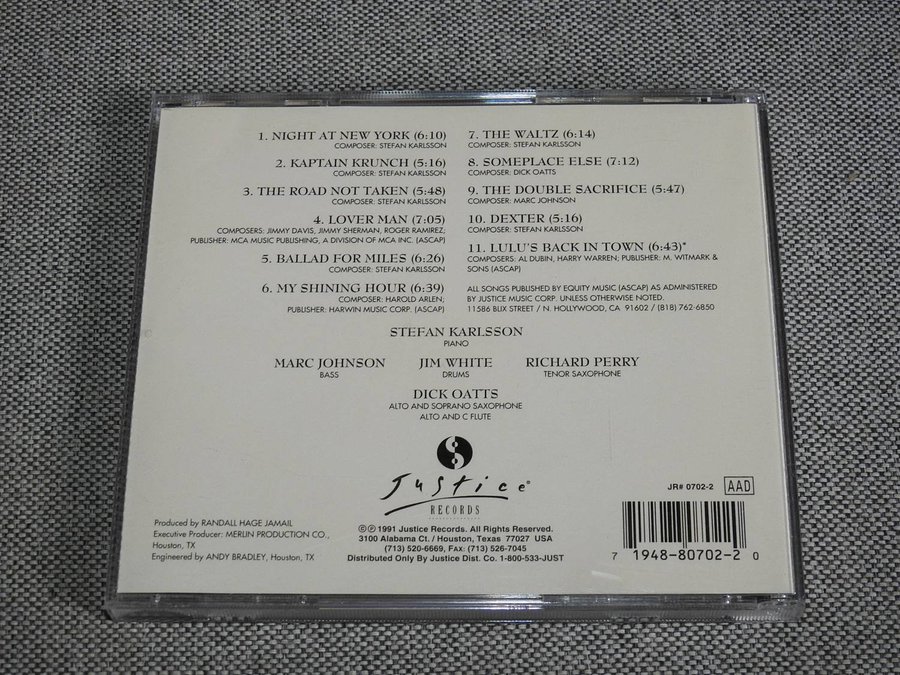 1. NIGHT AT NEW YORK (6:10)
COMPOSER: STEFAN KARLSSON
2. KAPTAIN KRUNCH (5:16)
COMPOSER: STEFAN KARLSSON
3. THE ROAD NOT TAKEN (5:48)
COMPOSER: STEFAN KARLSSON
4. LOVER MAN (7:05)
COMPOSERS: JIMMY DAVIS, JIMMY SHERMAN, ROGER RAMIREZ;
PUBLISHER: MCA MUSIC PUBLISHING, A DIVISION OF MCA INC. (ASCAP)
5. BALLAD FOR MILES (6:26)
COMPOSER: STEFAN KARLSSON
6. MY SHINING HOUR (6:39)
COMPOSER: HAROLD ARLEN;
PUBLISHER: HARWIN MUSIC CORP. (ASCAP)
7. THE WALTZ (6:14)
COMPOSER: STEFAN KARLSSON
8. SOMEPLACE ELSE (7:12)
COMPOSER: DICK OATTS
9. THE DOUBLE SACRIFICE (5:47)
COMPOSER: MARC JOHNSON
10. DEXTER (5:16)
COMPOSER: STEFAN KARLSSON
11. LULU'S BACK IN TOWN (6:43)*
COMPOSERS: AL DUBIN, HARRY WARREN; PUBLISHER: M. WITMARK &
SONS (ASCAP)
ALL SONGS PUBLISHED BY EQUITY MUSIC (ASCAP) AS ADMINISTERED
BY JUSTICE MUSIC CORP. UNLESS OTHERWISE NOTED.
11586 BLIX STREET / N. HOLLYWOOD, CA 91602 / (818) 762-6850
STEFAN KARLSSON
PIANO
MARC JOHNSON
BASS
JIM WHITE
DRUMS
RICHARD PERRY
TENOR SAXOPHONE
DICK OATTS
ALTO AND SOPRANO SAXOPHONE
ALTO AND C FLUTE
Justice®
RECORDS
Produced by RANDALL HAGE JAMAIL
Executive Producer: MERLIN PRODUCTION CO.,
Houston, TX
Engineered by ANDY BRADLEY, Houston, TX
©℗ 1991 Justice Records. All Rights Reserved.
3100 Alabama Ct. / Houston, Texas 77027 USA
(713) 520-6669, FAX: (713) 526-7045
Distributed Only By Justice Dist. Co. 1-800-533-JUST
JR# 0702-2 AAD
7 1948-80702-2 0